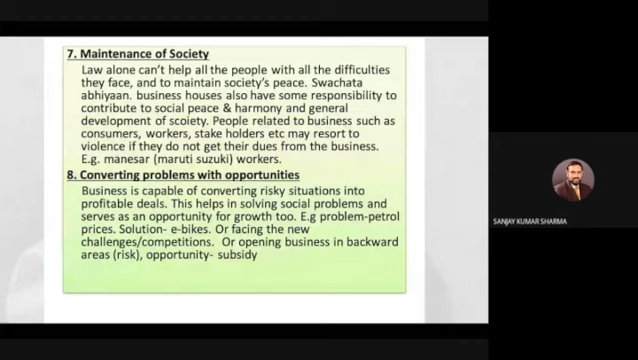 7. Maintenance of Society
Law alone can't help all the people with all the difficulties
they face, and to maintain society's peace. Swachata
abhiyaan. business houses also have some responsibility to
contribute to social peace & harmony and general
development of scoiety. People related to business such as
consumers, workers, stake holders etc may resort to
violence if they do not get their dues from the business.
E.g. manesar (maruti suzuki) workers.
8. Converting problems with opportunities
Business is capable of converting risky situations into
profitable deals. This helps in solving social problems and
serves as an opportunity for growth too. E.g problem-petrol
prices. Solution- e-bikes. Or facing the new
challenges/competitions. Or opening business in backward
areas (risk), opportunity- subsidy
SANJAY KUMAR SHARMA